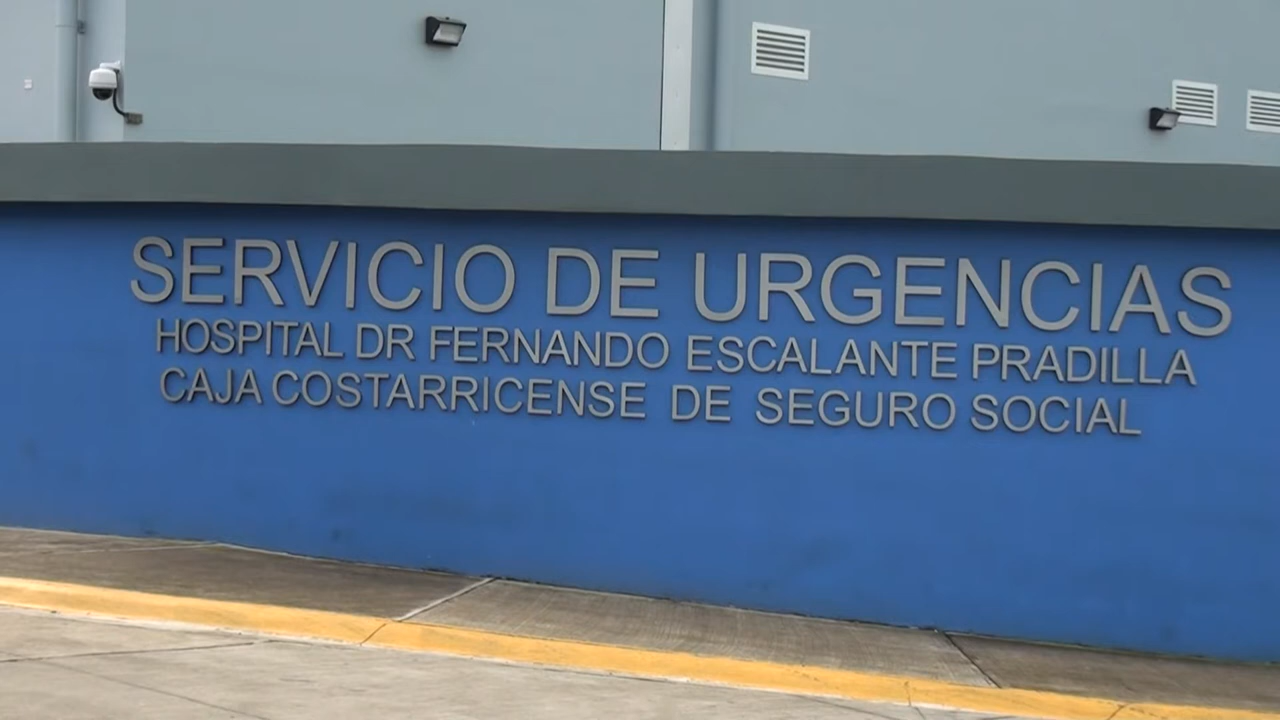 SERVICIO DE URGENCIAS
HOSPITAL DR FERNANDO ESCALANTE PRADILLA
CAJA COSTARRICENSE DE SEGURO SOCIAL